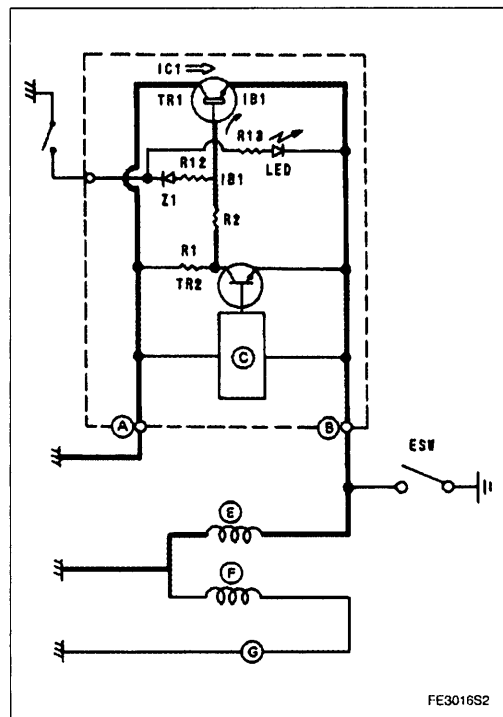 IC1
TR1
IB1
R13
R12
IB1
LED
Z1
R2
R1
TR2
C
A
B
ESW
E
F
G
FE3016S2